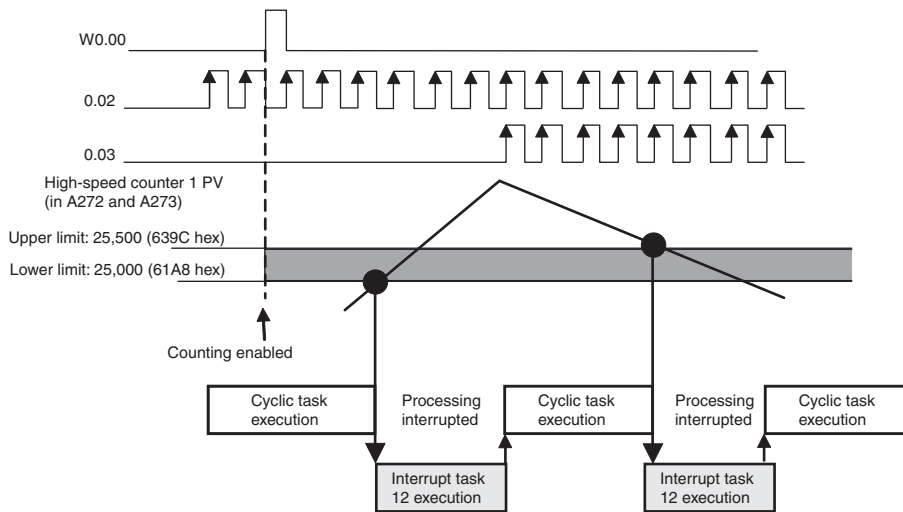 W0.00
0.02
0.03
High-speed counter 1 PV
(in A272 and A273)
Upper limit: 25,500 (639C hex)
Lower limit: 25,000 (61A8 hex)
Counting enabled
Cyclic task
execution
Processing
interrupted
Cyclic task
execution
Processing
interrupted
Cyclic task
execution
Interrupt task
12 execution
Interrupt task
12 execution